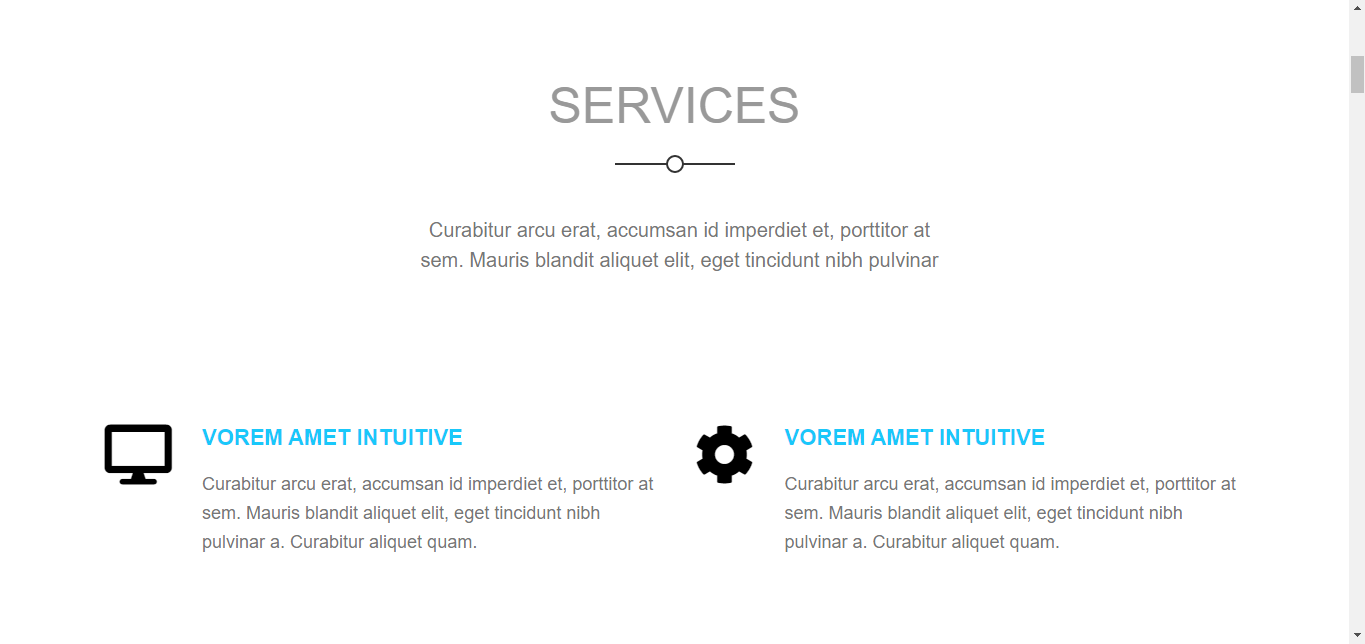 SERVICES
Curabitur arcu erat, accumsan id imperdiet et, porttitor at
sem. Mauris blandit aliquet elit, eget tincidunt nibh pulvinar
VOREM AMET INTUITIVE
Curabitur arcu erat, accumsan id imperdiet et, porttitor at
sem. Mauris blandit aliquet elit, eget tincidunt nibh
pulvinar a. Curabitur aliquet quam.
VOREM AMET INTUITIVE
Curabitur arcu erat, accumsan id imperdiet et, porttitor at
sem. Mauris blandit aliquet elit, eget tincidunt nibh
pulvinar a. Curabitur aliquet quam.